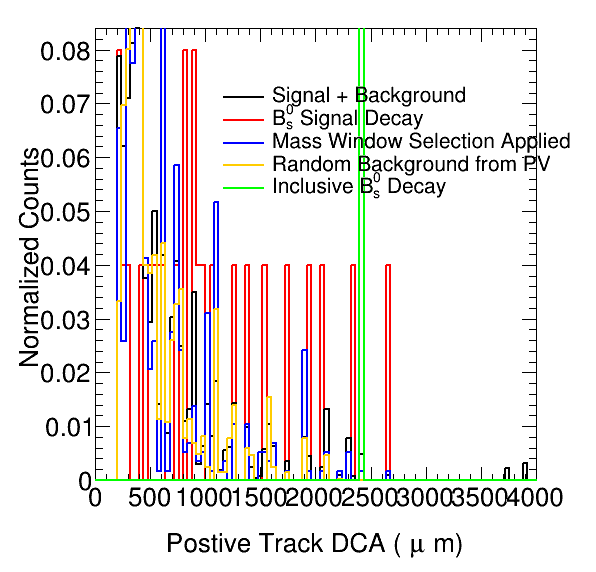 Normalized Counts
0.08
0.07
0.06
0.05
0.04
0.03
0.02
0.01
0
Signal + Background
B⁰ₛ Signal Decay
Mass Window Selection Applied
Random Background from PV
Inclusive B⁰ₛ Decay
0 500 1000 1500 2000 2500 3000 3500 4000
Postive Track DCA ( μ m)